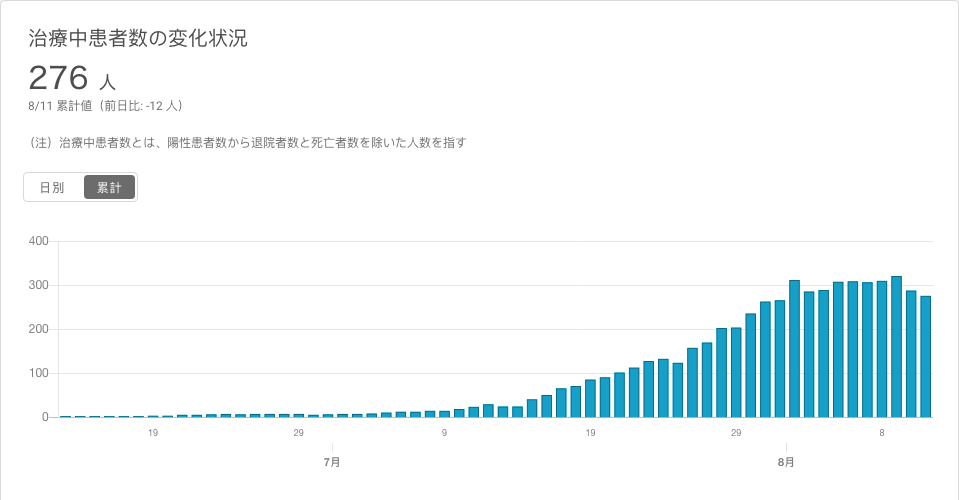 治療中患者数の変化状況
276 人
8/11 累計値（前日比: -12 人）
（注）治療中患者数とは、陽性患者数から退院者数と死亡者数を除いた人数を指す
日別 累計
400
300
200
100
0
19 29 9 19 29 8
7月 8月